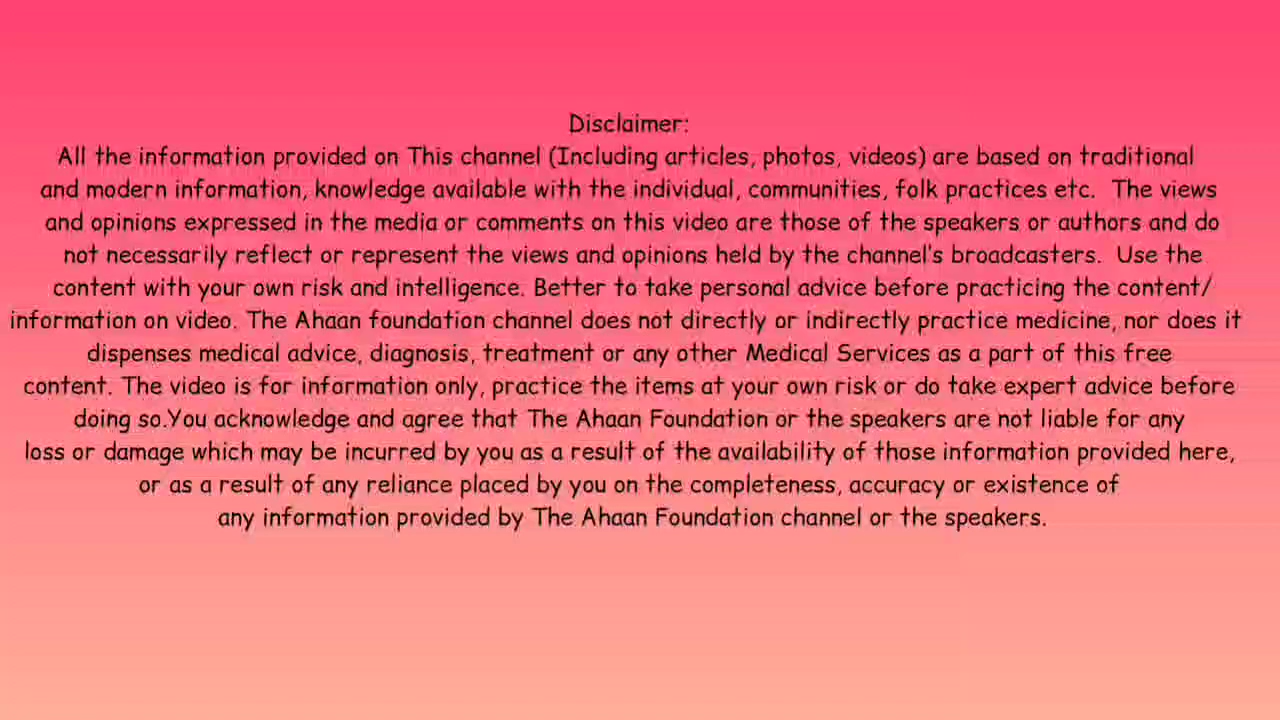 Disclaimer:
All the information provided on This channel (Including articles, photos, videos) are based on traditional
and modern information, knowledge available with the individual, communities, folk practices etc.  The views
and opinions expressed in the media or comments on this video are those of the speakers or authors and do
not necessarily reflect or represent the views and opinions held by the channel's broadcasters.  Use the
content with your own risk and intelligence. Better to take personal advice before practicing the content/
information on video. The Ahaan foundation channel does not directly or indirectly practice medicine, nor does it
dispenses medical advice, diagnosis, treatment or any other Medical Services as a part of this free
content. The video is for information only, practice the items at your own risk or do take expert advice before
doing so.You acknowledge and agree that The Ahaan Foundation or the speakers are not liable for any
loss or damage which may be incurred by you as a result of the availability of those information provided here,
or as a result of any reliance placed by you on the completeness, accuracy or existence of
any information provided by The Ahaan Foundation channel or the speakers.